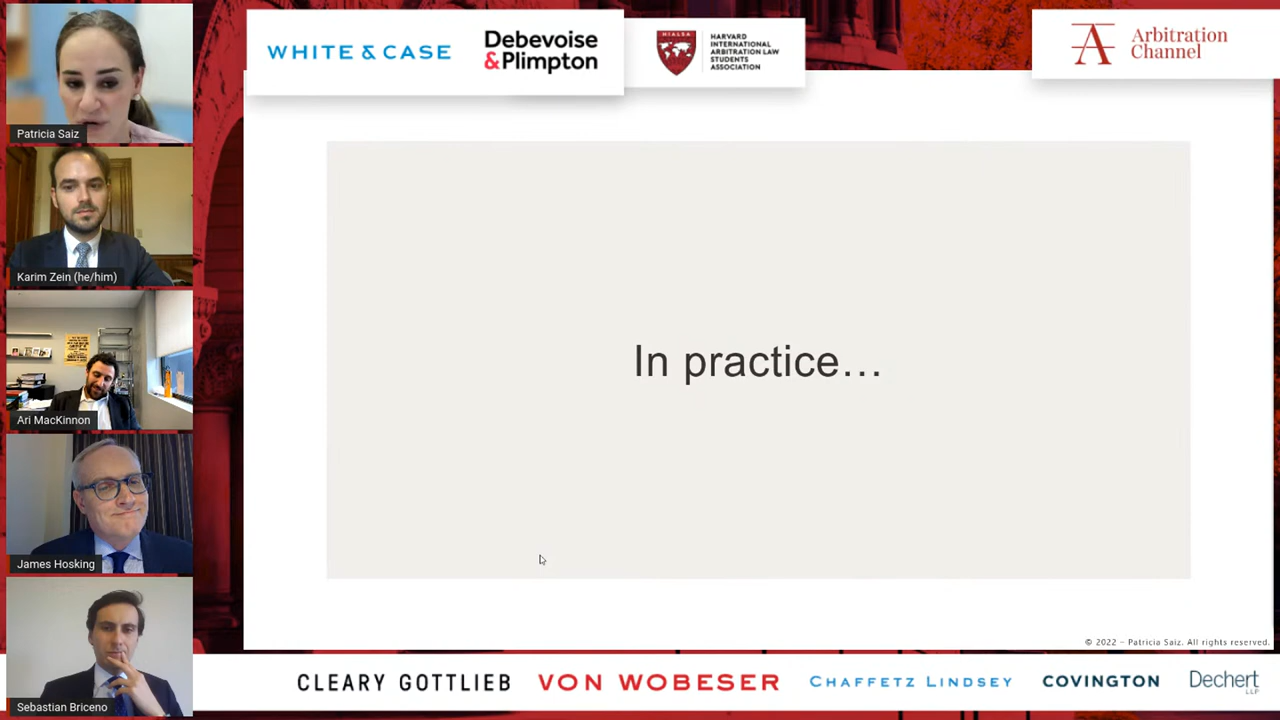 Patricia Saiz
Karim Zein (he/him)
Ari MacKinnon
James Hosking
Sebastian Briceno
WHITE & CASE
Debevoise
&Plimpton
HIALSA
HARVARD
INTERNATIONAL
ARBITRATION LAW
STUDENTS
ASSOCIATION
Arbitration
Channel
In practice…
© 2022 – Patricia Saiz. All rights reserved.
CLEARY GOTTLIEB
VON WOBESER
CHAFFETZ LINDSEY
COVINGTON
Dechert
LLP